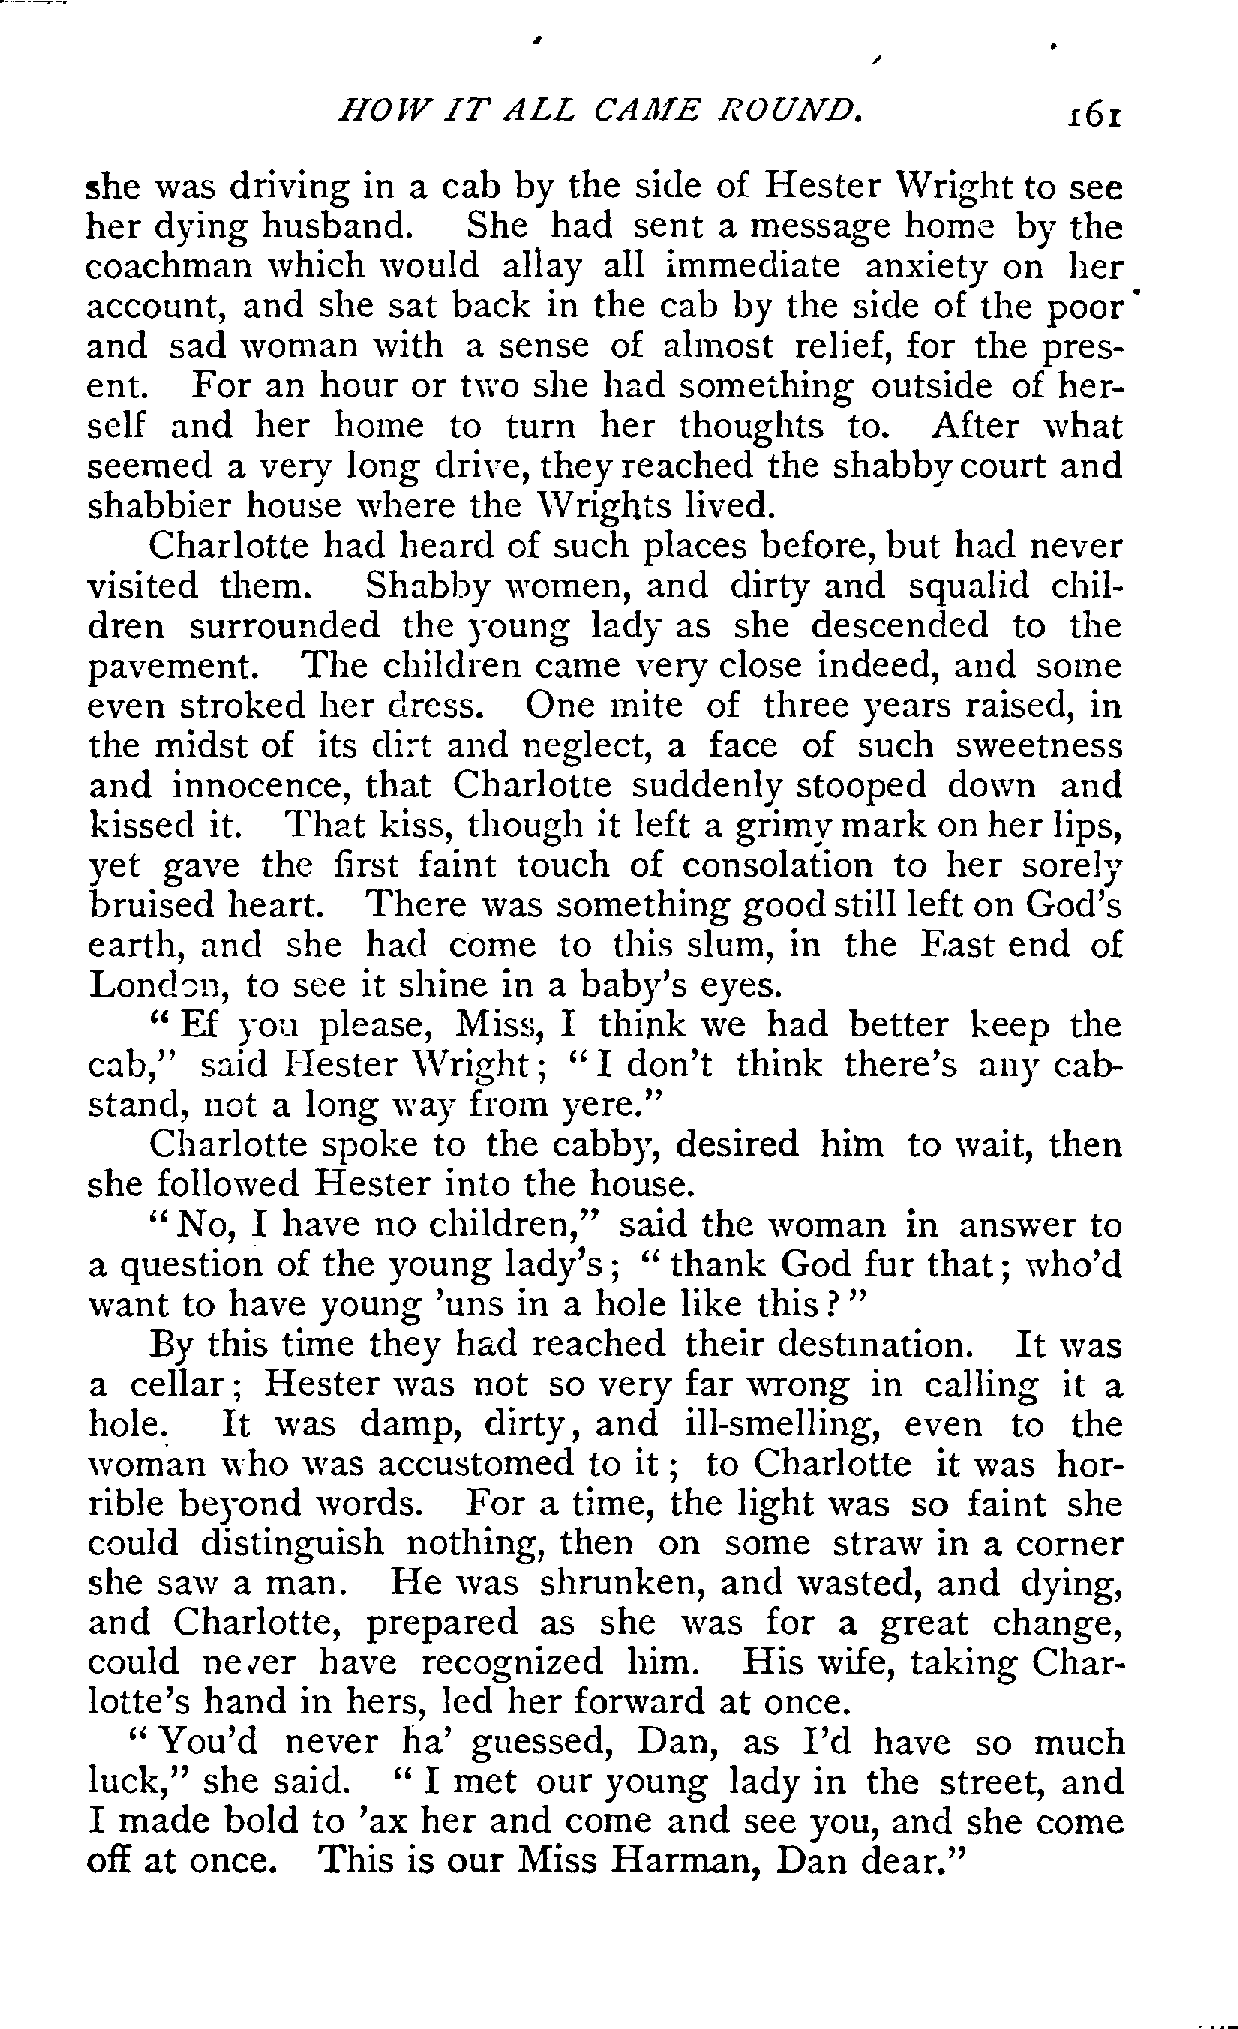 HOW IT ALL CAME ROUND. 161
she was driving in a cab by the side of Hester Wright to see
her dying husband. She had sent a message home by the
coachman which would allay all immediate anxiety on her
account, and she sat back in the cab by the side of the poor
and sad woman with a sense of almost relief, for the pres-
ent. For an hour or two she had something outside of her-
self and her home to turn her thoughts to. After what
seemed a very long drive, they reached the shabby court and
shabbier house where the Wrights lived.
Charlotte had heard of such places before, but had never
visited them. Shabby women, and dirty and squalid chil-
dren surrounded the young lady as she descended to the
pavement. The children came very close indeed, and some
even stroked her dress. One mite of three years raised, in
the midst of its dirt and neglect, a face of such sweetness
and innocence, that Charlotte suddenly stooped down and
kissed it. That kiss, though it left a grimy mark on her lips,
yet gave the first faint touch of consolation to her sorely
bruised heart. There was something good still left on God's
earth, and she had come to this slum, in the East end of
London, to see it shine in a baby's eyes.
"Ef you please, Miss, I think we had better keep the
cab," said Hester Wright; "I don't think there's any cab-
stand, not a long way from yere."
Charlotte spoke to the cabby, desired him to wait, then
she followed Hester into the house.
"No, I have no children," said the woman in answer to
a question of the young lady's; "thank God fur that; who'd
want to have young 'uns in a hole like this?"
By this time they had reached their destination. It was
a cellar; Hester was not so very far wrong in calling it a
hole. It was damp, dirty, and ill-smelling, even to the
woman who was accustomed to it; to Charlotte it was hor-
rible beyond words. For a time, the light was so faint she
could distinguish nothing, then on some straw in a corner
she saw a man. He was shrunken, and wasted, and dying,
and Charlotte, prepared as she was for a great change,
could never have recognized him. His wife, taking Char-
lotte's hand in hers, led her forward at once.
"You'd never ha' guessed, Dan, as I'd have so much
luck," she said. "I met our young lady in the street, and
I made bold to 'ax her and come and see you, and she come
off at once. This is our Miss Harman, Dan dear."